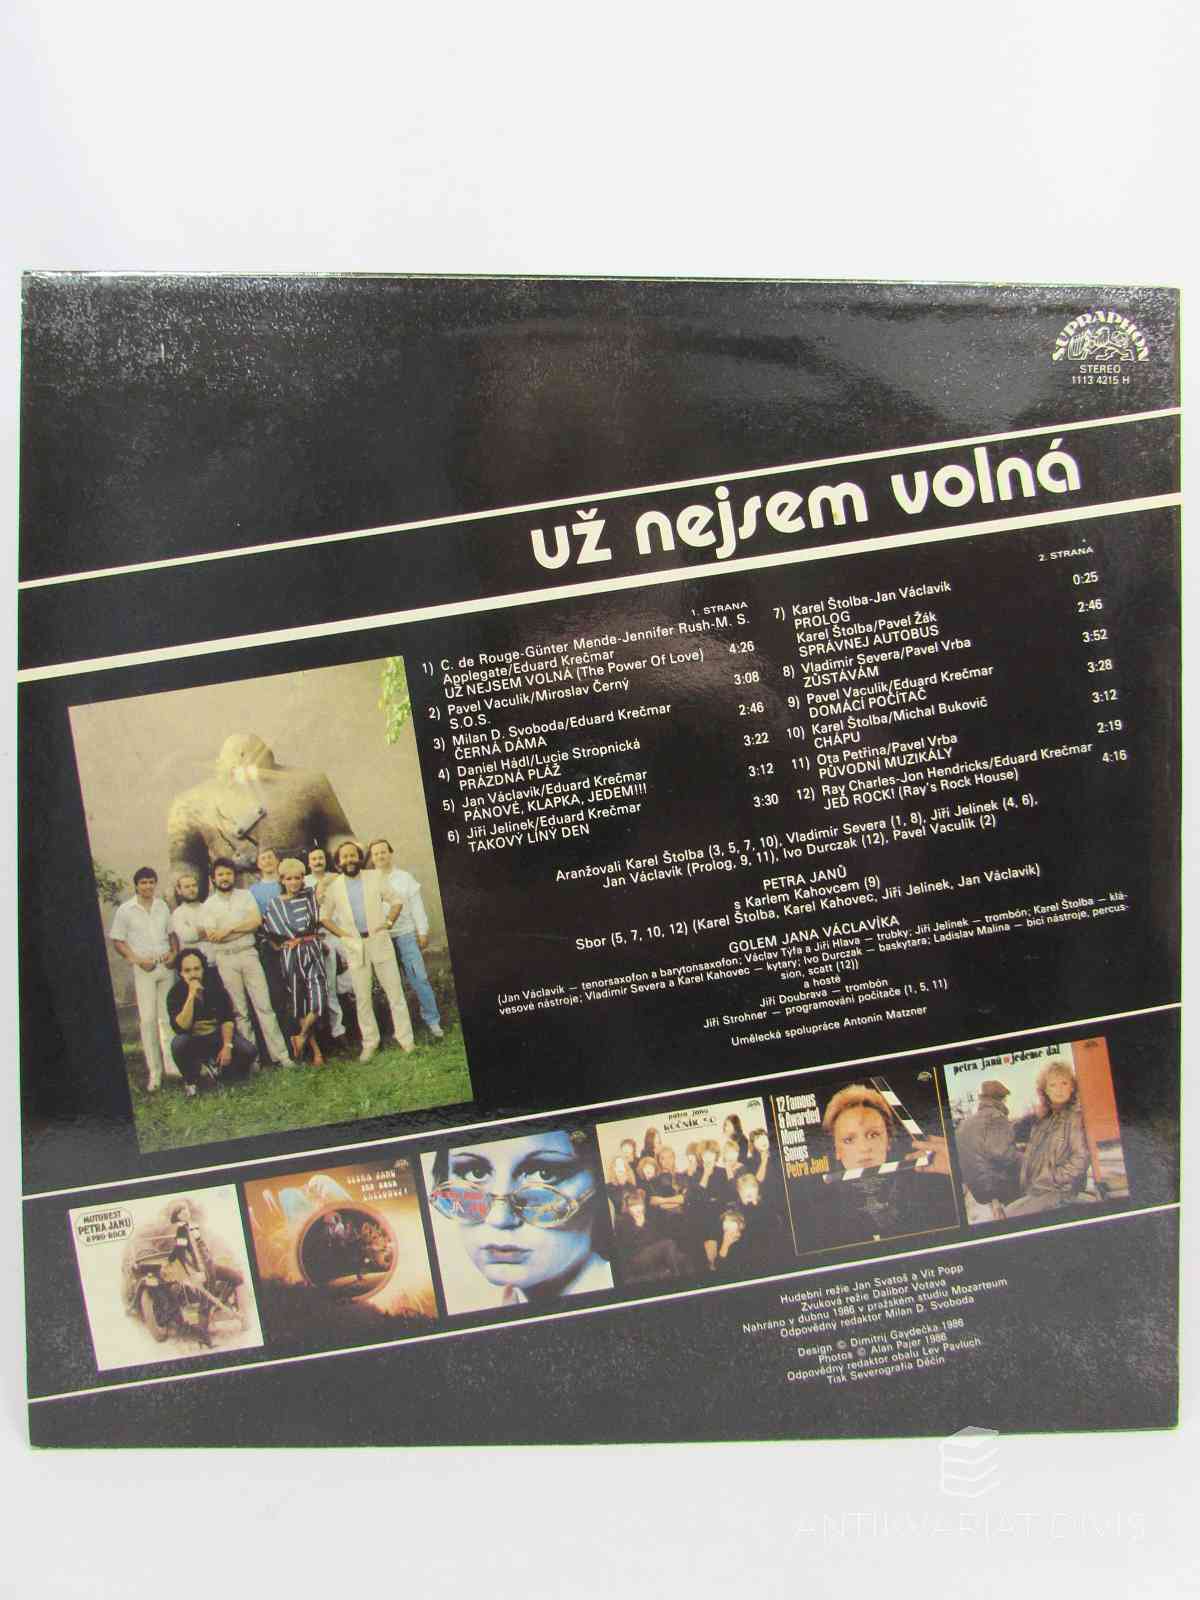 SUPRAPHON
STEREO
1113 4215 H
už nejsem volná
1. STRANA
1) C. de Rouge-Günter Mende-Jennifer Rush-M. S.
Applegate/Eduard Krečmar
UŽ NEJSEM VOLNÁ (The Power Of Love) 4:26
2) Pavel Vaculík/Miroslav Černý
S.O.S. 3:08
3) Milan D. Svoboda/Eduard Krečmar
ČERNÁ DÁMA 2:46
4) Daniel Hádl/Lucie Stropnická
PRÁZDNÁ PLÁŽ 3:22
5) Jan Václavík/Eduard Krečmar
PÁNOVÉ, KLAPKA, JEDEM!!! 3:12
6) Jiří Jelínek/Eduard Krečmar
TAKOVÝ LÍNÝ DEN 3:30
2. STRANA
7) Karel Štolba-Jan Václavík
PROLOG 0:25
Karel Štolba/Pavel Žák
SPRÁVNEJ AUTOBUS 2:46
8) Vladimír Severa/Pavel Vrba
ZŮSTÁVÁM 3:52
9) Pavel Vaculík/Eduard Krečmar
DOMÁCÍ POČÍTAČ 3:28
10) Karel Štolba/Michal Bukovič
CHÁPU 3:12
11) Ota Petřina/Pavel Vrba
PŮVODNÍ MUZIKÁLY 2:19
12) Ray Charles-Jon Hendricks/Eduard Krečmar
JEĎ ROCK! (Ray's Rock House) 4:16
Aranžovali Karel Štolba (3, 5, 7, 10), Vladimír Severa (1, 8), Jiří Jelínek (4, 6),
Jan Václavík (Prolog, 9, 11), Ivo Durczak (12), Pavel Vaculík (2)
PETRA JANŮ
s Karlem Kahovcem (9)
Sbor (5, 7, 10, 12) (Karel Štolba, Karel Kahovec, Jiří Jelínek, Jan Václavík)
GOLEM JANA VÁCLAVÍKA
(Jan Václavík – tenorsaxofon a barytonsaxofon; Václav Týfa a Jiří Hlava – trubky; Jiří Jelínek – trombón; Karel Štolba – klá-
vesové nástroje; Vladimír Severa a Karel Kahovec – kytary; Ivo Durczak – baskytara; Ladislav Malina – bicí nástroje, percus-
sion, scatt (12))
a hosté
Jiří Doubrava – trombón
Jiří Strohner – programování počítače (1, 5, 11)
Umělecká spolupráce Antonín Matzner
MOTOREST
PETRA JANŮ
& PRO-ROCK
PETRA JANŮ
JÁ
petra janů
ROČNÍK 50
12 Famous
& Awarded
Movie
Songs
Petra Janů
petra janů jedeme dál
Hudební režie Jan Svatoš a Vít Popp
Zvuková režie Dalibor Votava
Nahráno v dubnu 1986 v pražském studiu Mozarteum
Odpovědný redaktor Milan D. Svoboda
Design © Dimitrij Gaydečka 1986
Photos © Alan Pajer 1986
Odpovědný redaktor obalu Lev Pavluch
Tisk Severografia Děčín
ANTIKVARIAT DIVIŠ